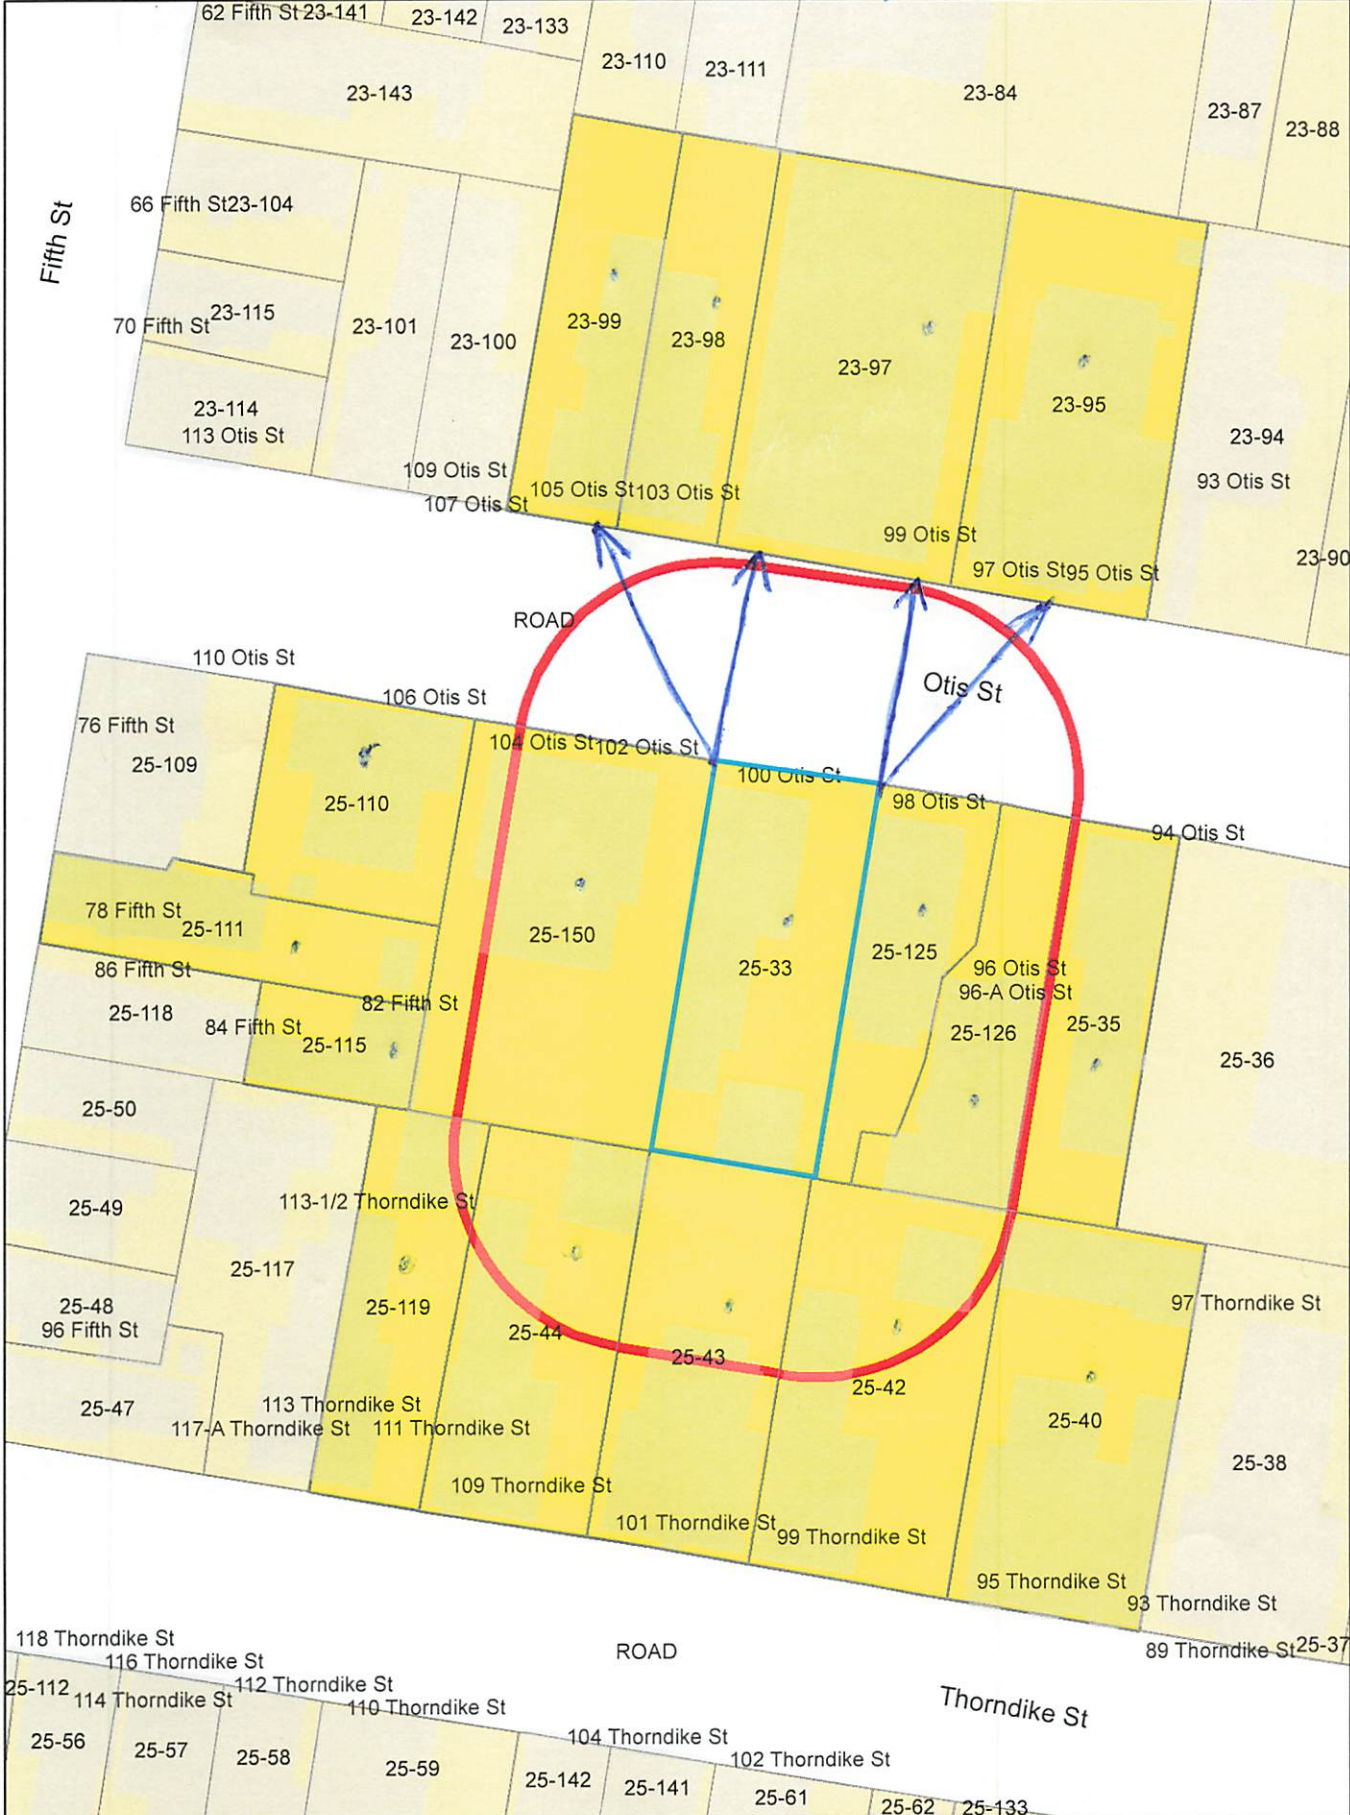 62 Fifth St 23-141
23-142
23-133
23-110
23-111
23-143
23-84
23-87
23-88
66 Fifth St 23-104
Fifth St
23-115
70 Fifth St
23-101
23-100
23-99
23-98
23-97
23-95
23-114
113 Otis St
23-94
109 Otis St
93 Otis St
105 Otis St 103 Otis St
107 Otis St
99 Otis St
23-90
97 Otis St 95 Otis St
ROAD
110 Otis St
Otis St
106 Otis St
76 Fifth St
25-109
104 Otis St 102 Otis St
100 Otis St
98 Otis St
25-110
94 Otis St
78 Fifth St
25-111
25-150
25-33
25-125
86 Fifth St
96 Otis St
96-A Otis St
82 Fifth St
25-118
84 Fifth St
25-115
25-126
25-35
25-36
25-50
113-1/2 Thorndike St
25-49
25-117
25-48
96 Fifth St
25-119
25-44
25-43
25-42
97 Thorndike St
25-47
113 Thorndike St
117-A Thorndike St
111 Thorndike St
25-40
25-38
109 Thorndike St
101 Thorndike St
99 Thorndike St
95 Thorndike St
93 Thorndike St
118 Thorndike St
ROAD
89 Thorndike St 25-37
116 Thorndike St
25-112
114 Thorndike St
112 Thorndike St
110 Thorndike St
Thorndike St
104 Thorndike St
102 Thorndike St
25-56
25-57
25-58
25-59
25-142
25-141
25-61
25-62
25-133